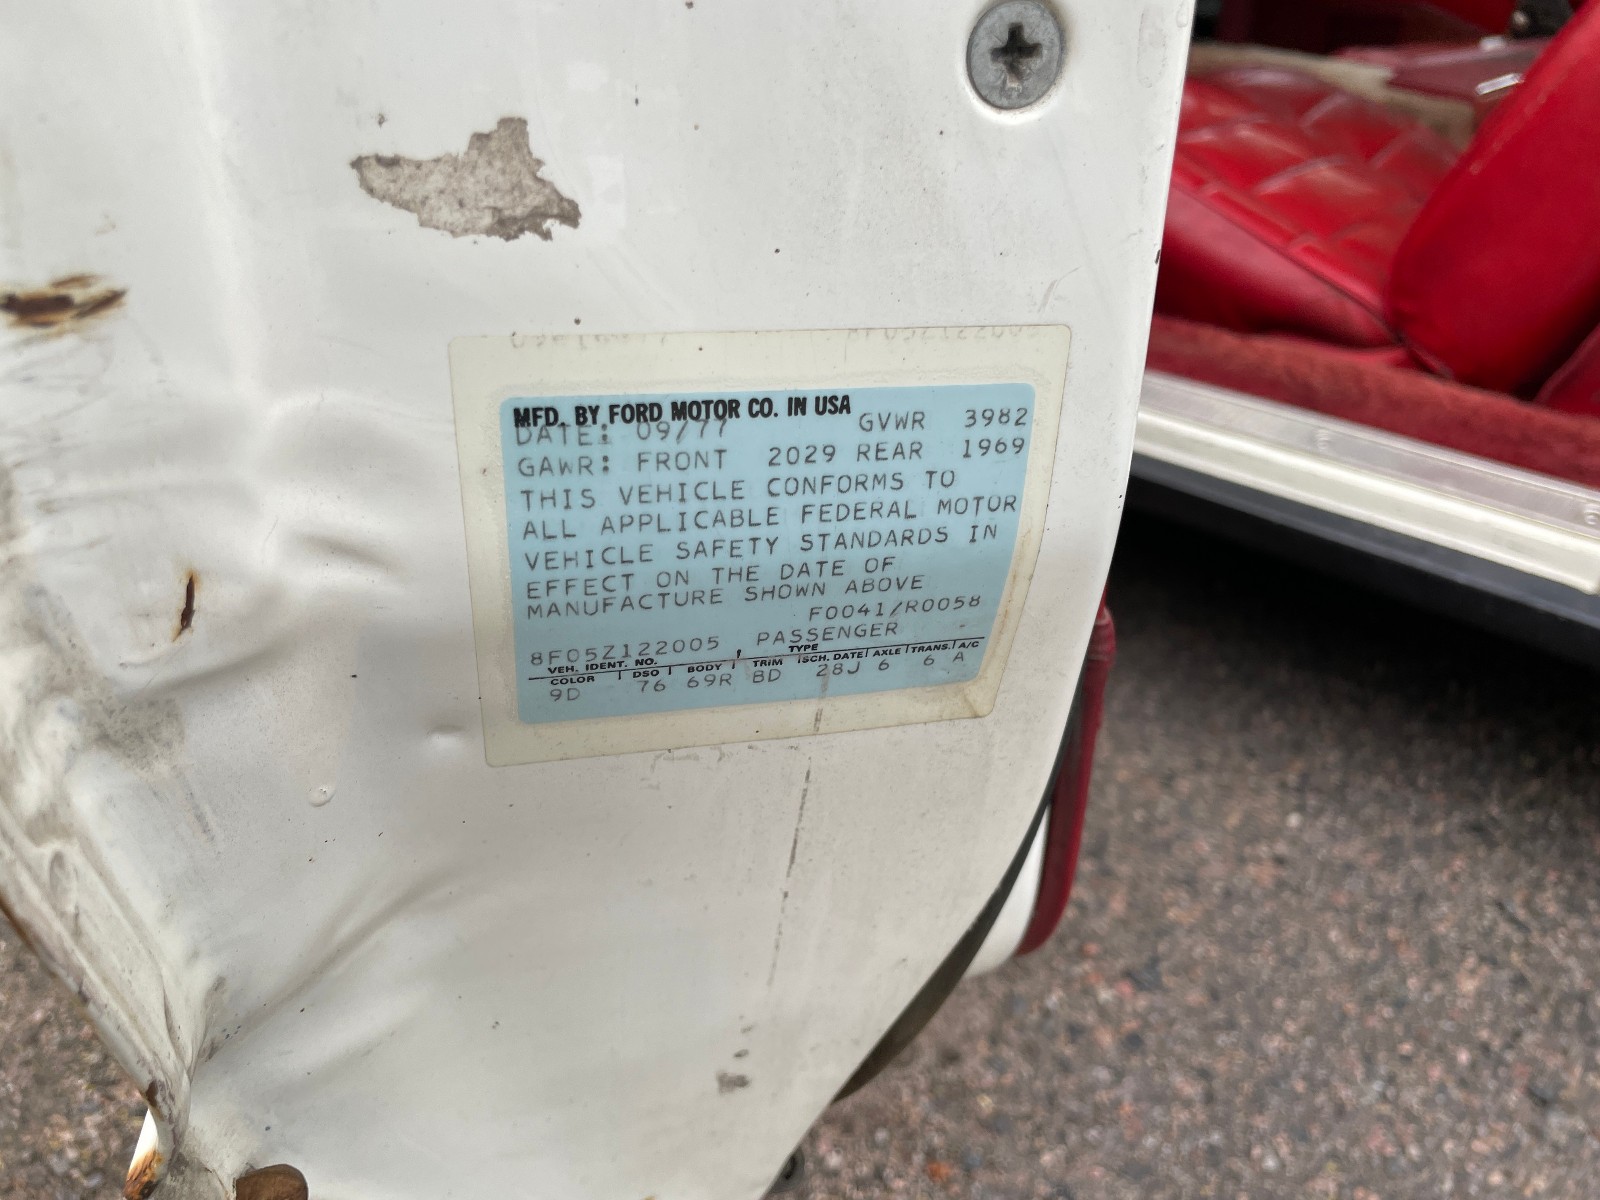 MFD. BY FORD MOTOR CO. IN USA
DATE: 09/77 GVWR 3982
GAWR: FRONT 2029 REAR 1969
THIS VEHICLE CONFORMS TO
ALL APPLICABLE FEDERAL MOTOR
VEHICLE SAFETY STANDARDS IN
EFFECT ON THE DATE OF
MANUFACTURE SHOWN ABOVE
F0041/R0058
8F05Z122005, PASSENGER
VEH. IDENT. NO. TYPE
COLOR DSO BODY TRIM SCH. DATE AXLE TRANS. A/C
9D 76 69R BD 28J 6 6 A